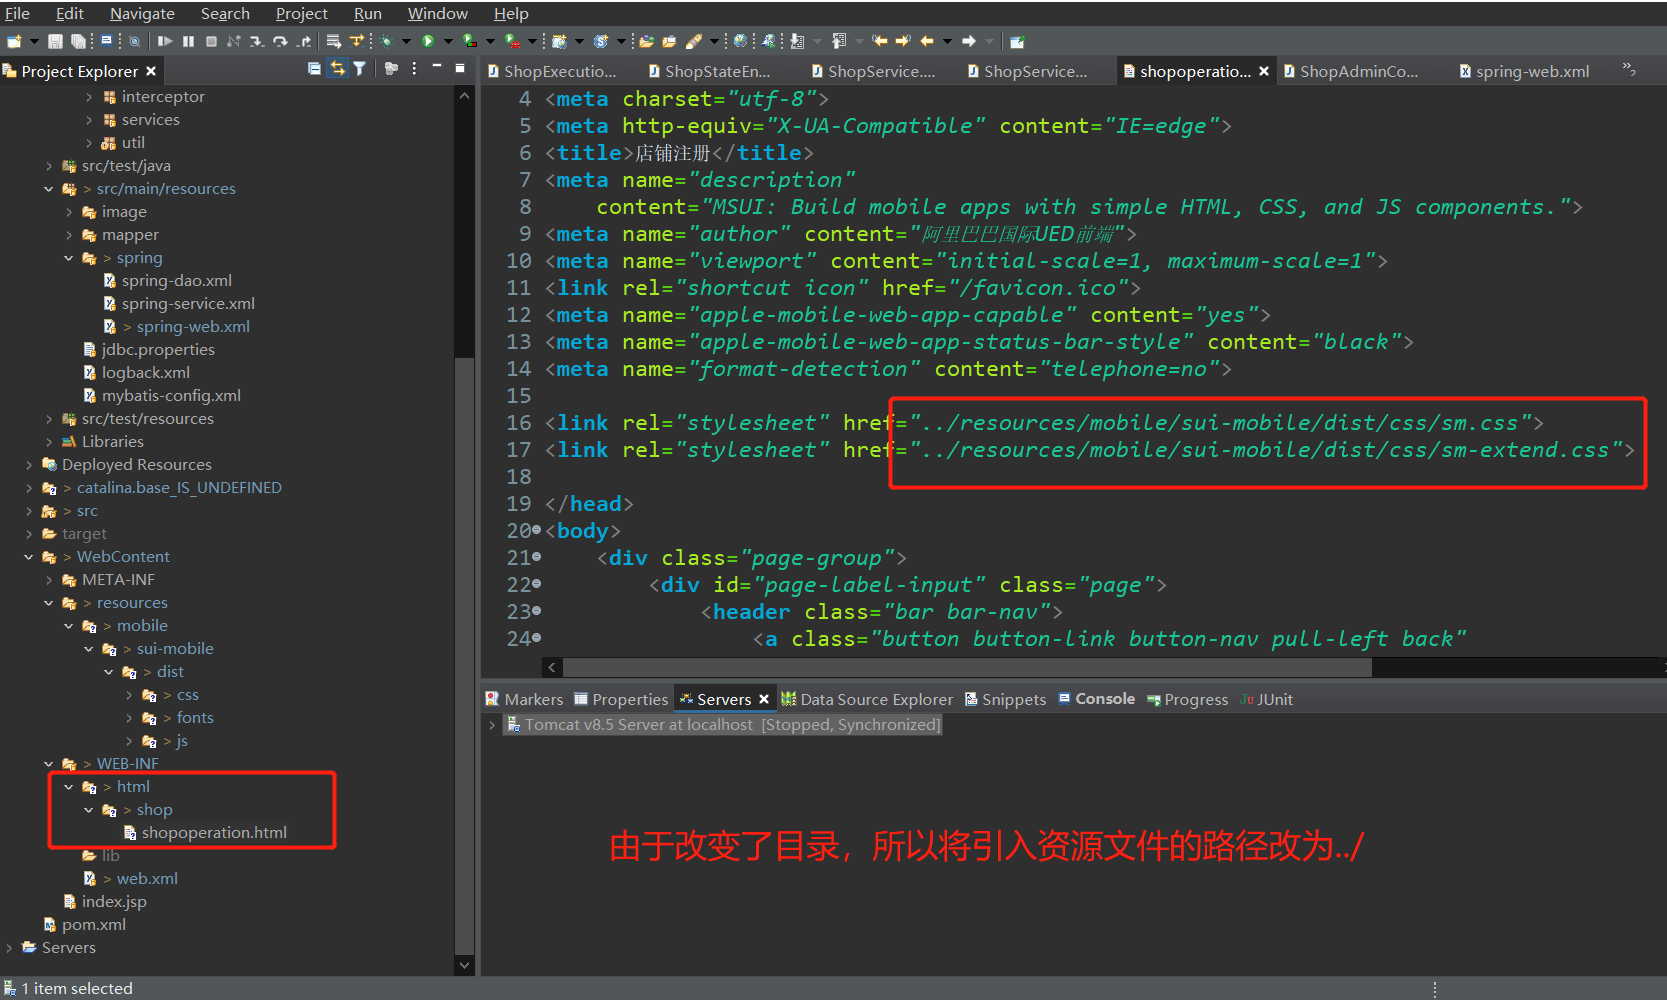 File Edit Navigate Search Project Run Window Help
Project Explorer
interceptor
services
util
src/test/java
> src/main/resources
image
mapper
> spring
spring-dao.xml
spring-service.xml
> spring-web.xml
jdbc.properties
logback.xml
mybatis-config.xml
src/test/resources
Libraries
Deployed Resources
> catalina.base_IS_UNDEFINED
> src
target
> WebContent
META-INF
> resources
> mobile
> sui-mobile
> dist
> css
> fonts
> js
> WEB-INF
> html
> shop
shopoperation.html
lib
> web.xml
index.jsp
pom.xml
Servers
ShopExecutio... ShopStateEn... ShopService.... ShopService... shopoperatio... ShopAdminCo... spring-web.xml
4 <meta charset="utf-8">
5 <meta http-equiv="X-UA-Compatible" content="IE=edge">
6 <title>店铺注册</title>
7 <meta name="description"
8 content="MSUI: Build mobile apps with simple HTML, CSS, and JS components.">
9 <meta name="author" content="阿里巴巴国际UED前端">
10 <meta name="viewport" content="initial-scale=1, maximum-scale=1">
11 <link rel="shortcut icon" href="/favicon.ico">
12 <meta name="apple-mobile-web-app-capable" content="yes">
13 <meta name="apple-mobile-web-app-status-bar-style" content="black">
14 <meta name="format-detection" content="telephone=no">
15
16 <link rel="stylesheet" href="../resources/mobile/sui-mobile/dist/css/sm.css">
17 <link rel="stylesheet" href="../resources/mobile/sui-mobile/dist/css/sm-extend.css">
18
19 </head>
20 <body>
21 <div class="page-group">
22 <div id="page-label-input" class="page">
23 <header class="bar bar-nav">
24 <a class="button button-link button-nav pull-left back"
Markers Properties Servers Data Source Explorer Snippets Console Progress JUnit
Tomcat v8.5 Server at localhost [Stopped, Synchronized]
由于改变了目录，所以将引入资源文件的路径改为../
1 item selected